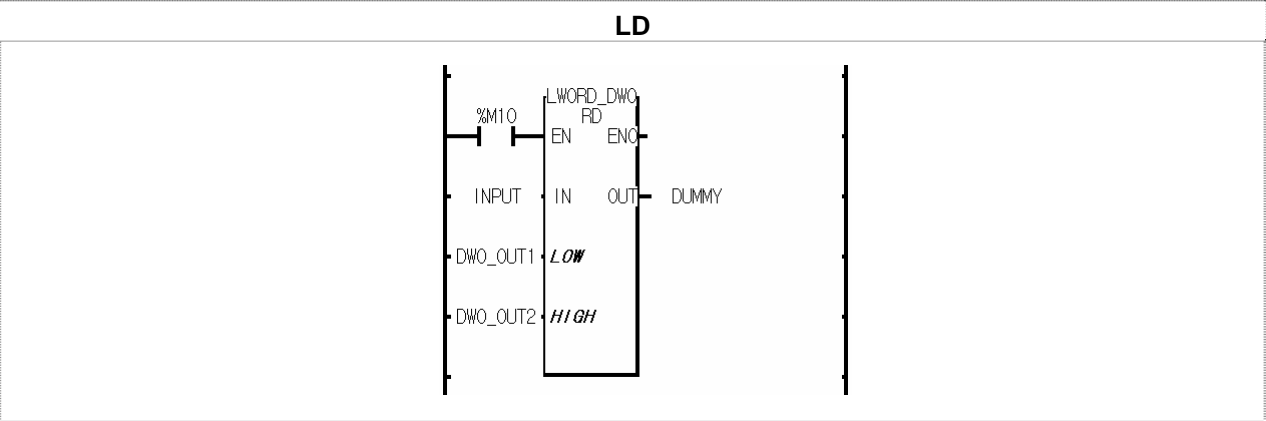 LD
LWORD_DWO
RD
%M10
EN ENO
INPUT IN OUT DUMMY
DWO_OUT1 LOW
DWO_OUT2 HIGH